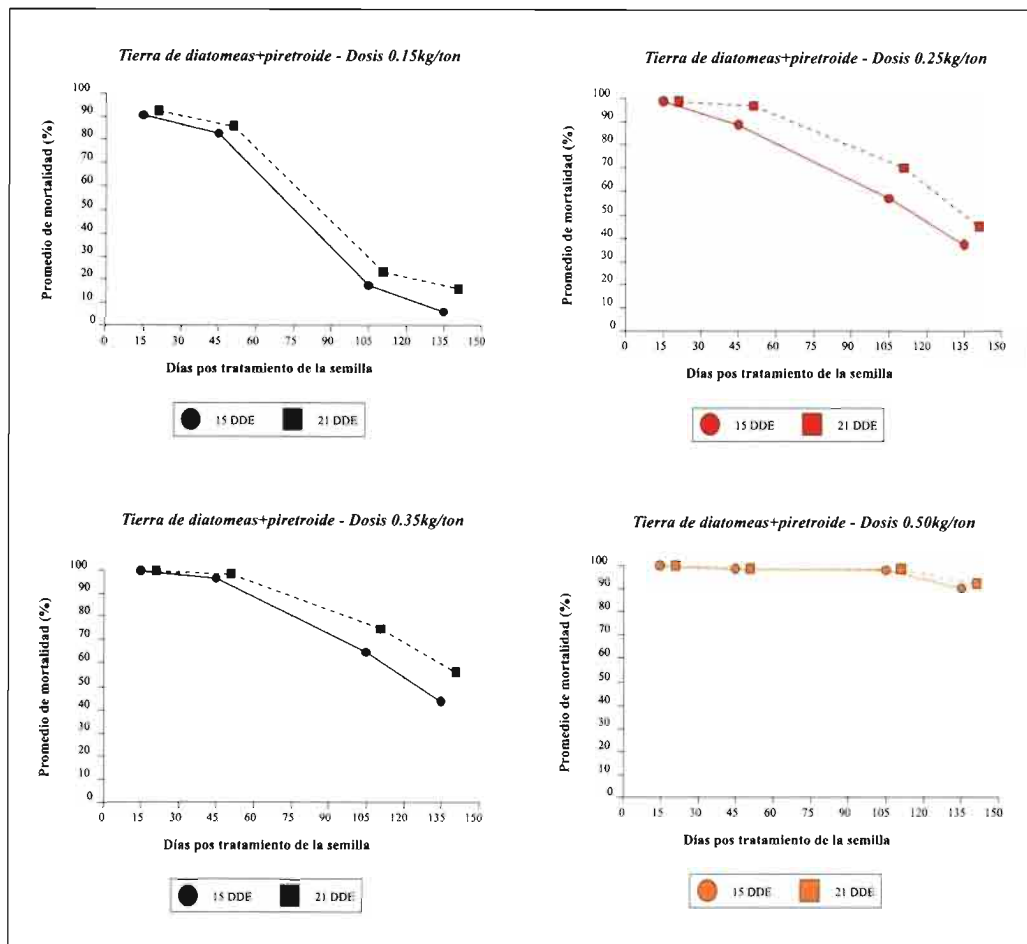 Tierra de diatomeas+piretroide - Dosis 0.15kg/ton
Promedio de mortalidad (%)
100
90
80
70
60
50
40
30
20
10
0
0 15 30 45 60 75 90 105 120 135 150
Días pos tratamiento de la semilla
15 DDE 21 DDE
Tierra de diatomeas+piretroide - Dosis 0.25kg/ton
Promedio de mortalidad (%)
100
90
80
70
60
50
40
30
20
10
0
0 15 30 45 60 75 90 105 120 135 150
Días pos tratamiento de la semilla
15 DDE 21 DDE
Tierra de diatomeas+piretroide - Dosis 0.35kg/ton
Promedio de mortalidad (%)
100
90
80
70
60
50
40
30
20
10
0
0 15 30 45 60 75 90 105 120 135 150
Días pos tratamiento de la semilla
15 DDE 21 DDE
Tierra de diatomeas+piretroide - Dosis 0.50kg/ton
Promedio de mortalidad (%)
100
90
80
70
60
50
40
30
20
10
0
0 15 30 45 60 75 90 105 120 135 150
Días pos tratamiento de la semilla
15 DDE 21 DDE